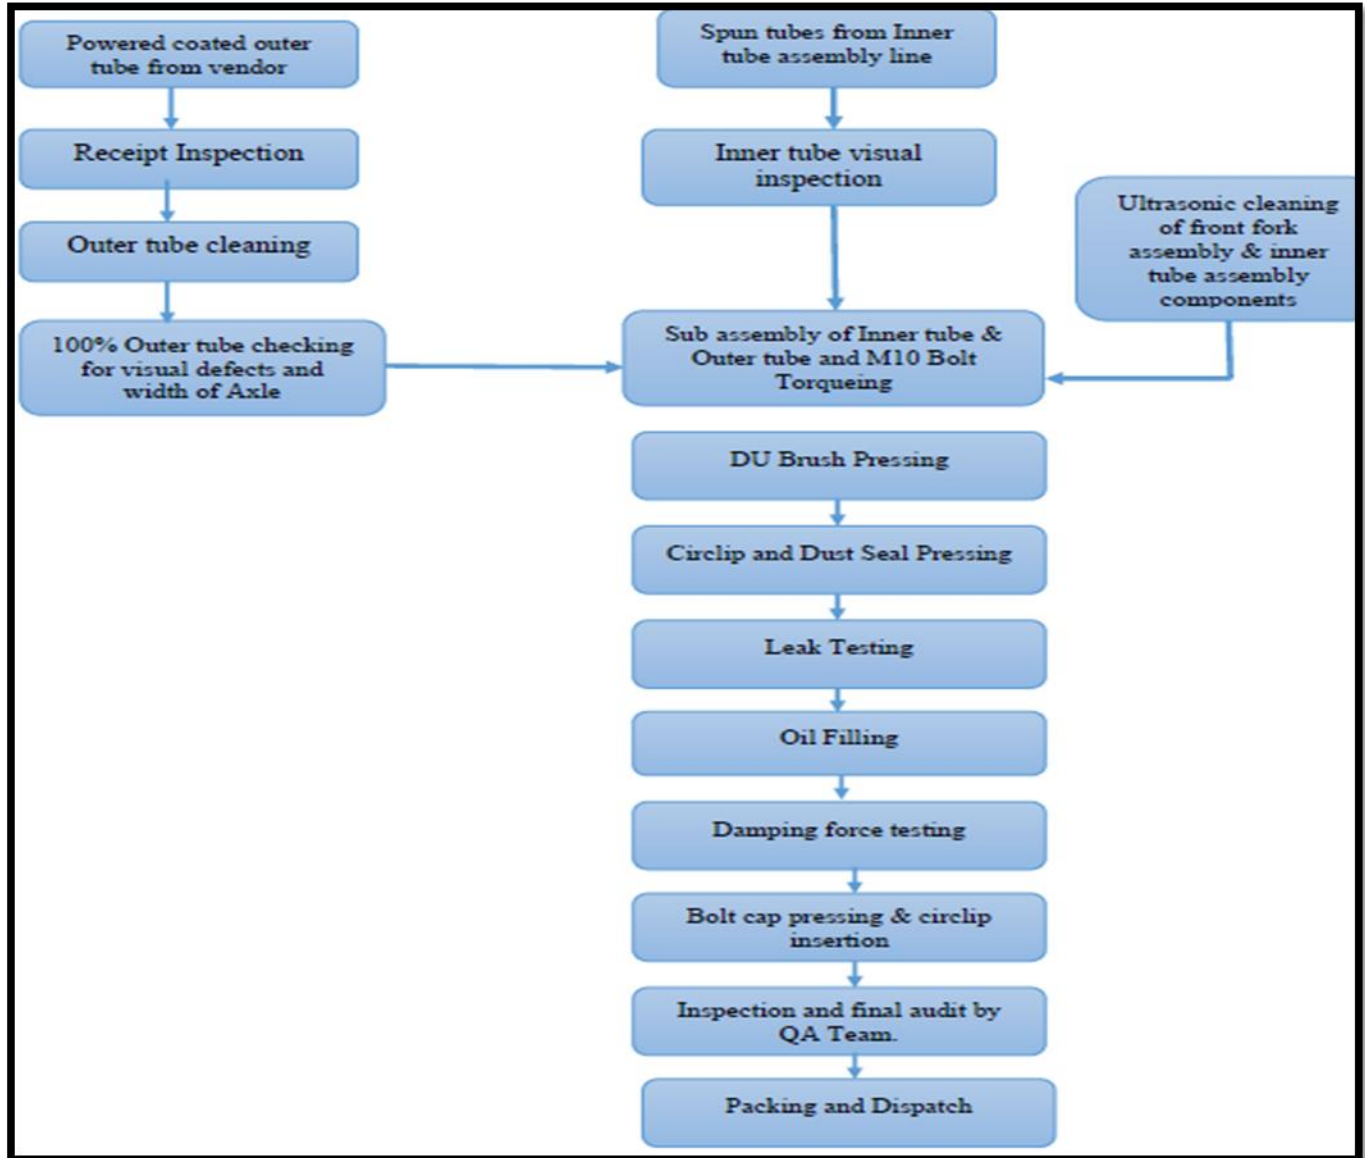 Powered coated outer
tube from vendor
Receipt Inspection
Outer tube cleaning
100% Outer tube checking
for visual defects and
width of Axle
Spun tubes from Inner
tube assembly line
Inner tube visual
inspection
Ultrasonic cleaning
of front fork
assembly & inner
tube assembly
components
Sub assembly of Inner tube &
Outer tube and M10 Bolt
Torqueing
DU Brush Pressing
Circlip and Dust Seal Pressing
Leak Testing
Oil Filling
Damping force testing
Bolt cap pressing & circlip
insertion
Inspection and final audit by
QA Team.
Packing and Dispatch